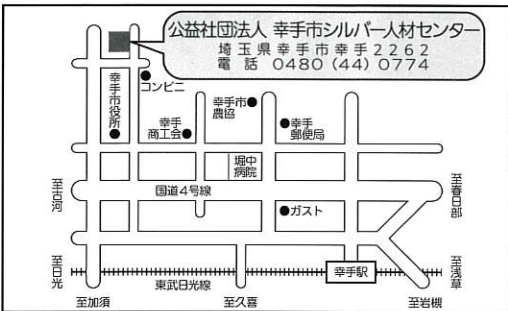 公益社団法人 幸手市シルバー人材センター
埼玉県幸手市幸手2262
電話 0480(44)0774
コンビニ
幸手市役所
幸手商工会
幸手市農協
幸手郵便局
堀中病院
国道4号線
ガスト
至古河
至春日部
至日光
至浅草
幸手駅
東武日光線
至加須
至久喜
至岩槻